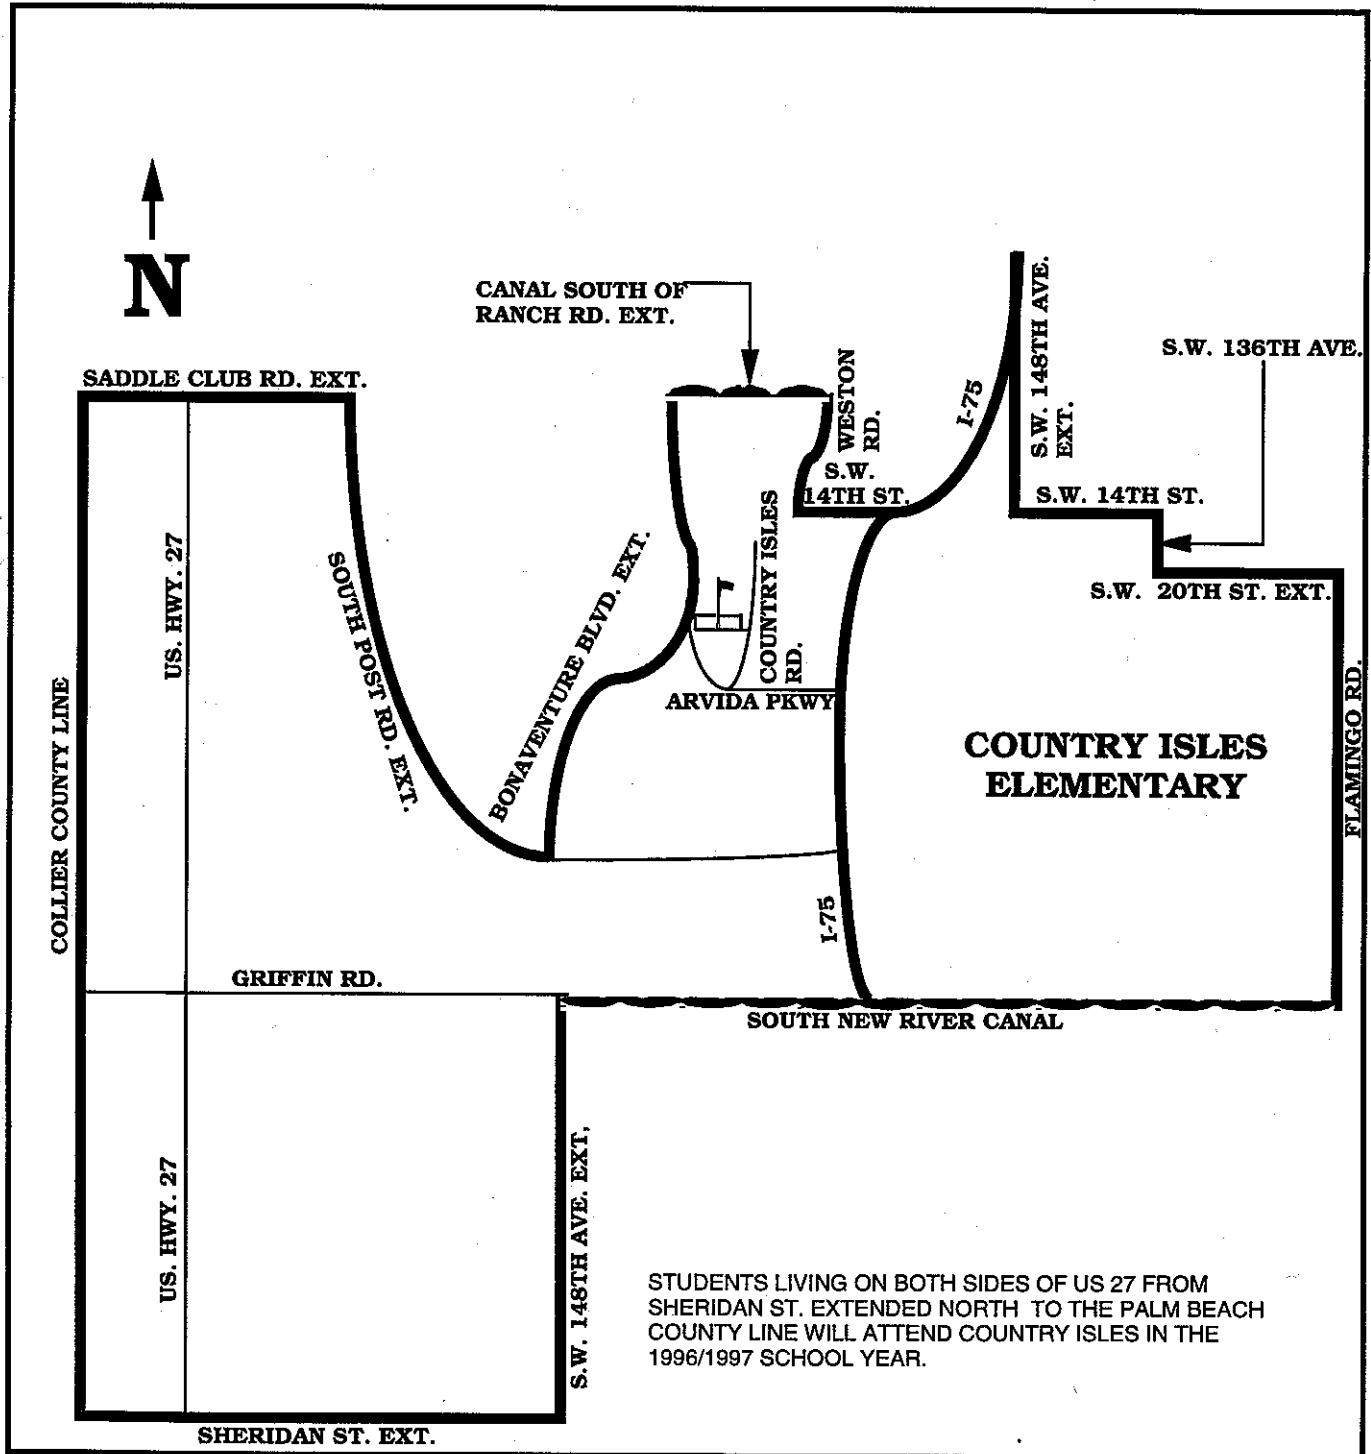 N
CANAL SOUTH OF
RANCH RD. EXT.
S.W. 148TH AVE.
EXT.
S.W. 136TH AVE.
SADDLE CLUB RD. EXT.
WESTON
RD.
I-75
S.W.
14TH ST.
S.W. 14TH ST.
US. HWY. 27
SOUTH POST RD. EXT.
BONAVENTURE BLVD. EXT.
COUNTRY ISLES
RD.
S.W. 20TH ST. EXT.
ARVIDA PKWY
COLLIER COUNTY LINE
COUNTRY ISLES
ELEMENTARY
FLAMINGO RD.
I-75
GRIFFIN RD.
SOUTH NEW RIVER CANAL
US. HWY. 27
S.W. 148TH AVE. EXT,
STUDENTS LIVING ON BOTH SIDES OF US 27 FROM
SHERIDAN ST. EXTENDED NORTH TO THE PALM BEACH
COUNTY LINE WILL ATTEND COUNTRY ISLES IN THE
1996/1997 SCHOOL YEAR.
SHERIDAN ST. EXT.